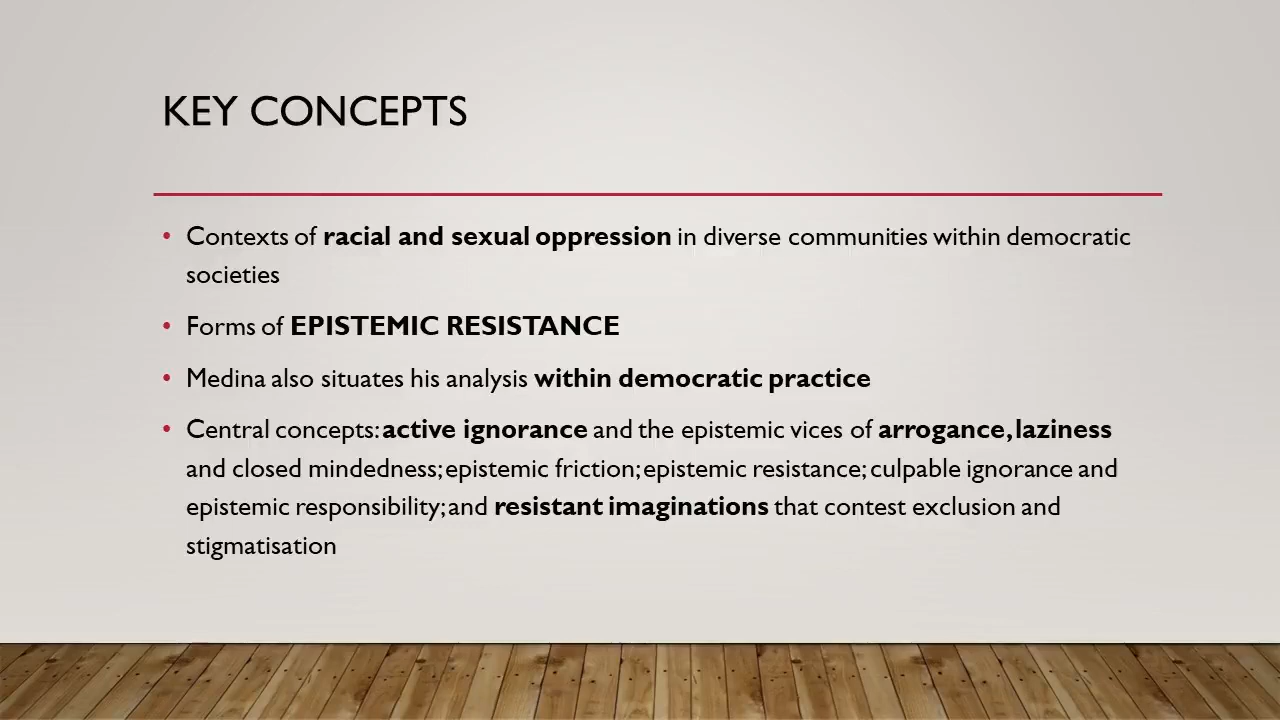 KEY CONCEPTS
• Contexts of racial and sexual oppression in diverse communities within democratic
societies
• Forms of EPISTEMIC RESISTANCE
• Medina also situates his analysis within democratic practice
• Central concepts: active ignorance and the epistemic vices of arrogance, laziness
and closed mindedness; epistemic friction; epistemic resistance; culpable ignorance and
epistemic responsibility; and resistant imaginations that contest exclusion and
stigmatisation